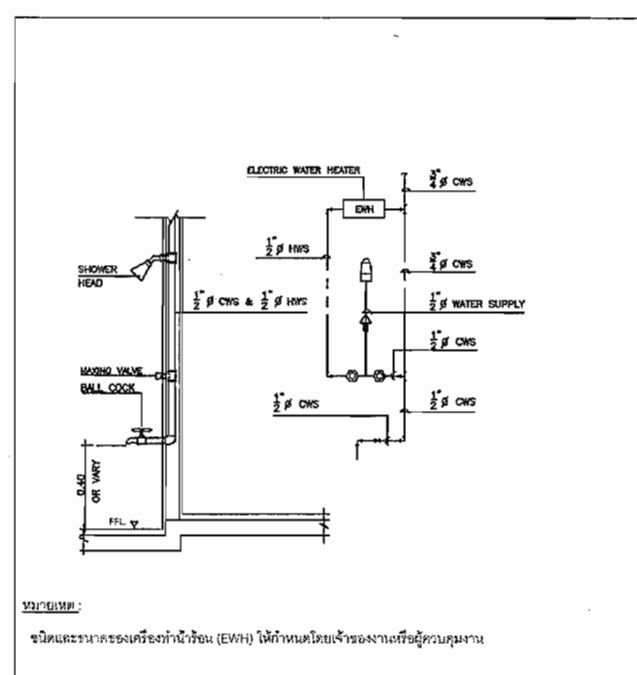 ELECTRIC WATER HEATER
3/4" ø CWS
EWH
1/2" ø HWS
SHOWER
HEAD
3/4" ø CWS
1/2" ø CWS & 1/2" ø HWS
1/2" ø WATER SUPPLY
1/2" ø CWS
MAXING VALVE
BALL COCK
1/2" ø CWS
1/2" ø CWS
0.40
OR VARY
FFL.
หมายเหตุ :
ชนิดและขนาดของเครื่องทำน้ำร้อน (EWH) ให้กำหนดโดยเจ้าของงานหรือผู้ควบคุมงาน